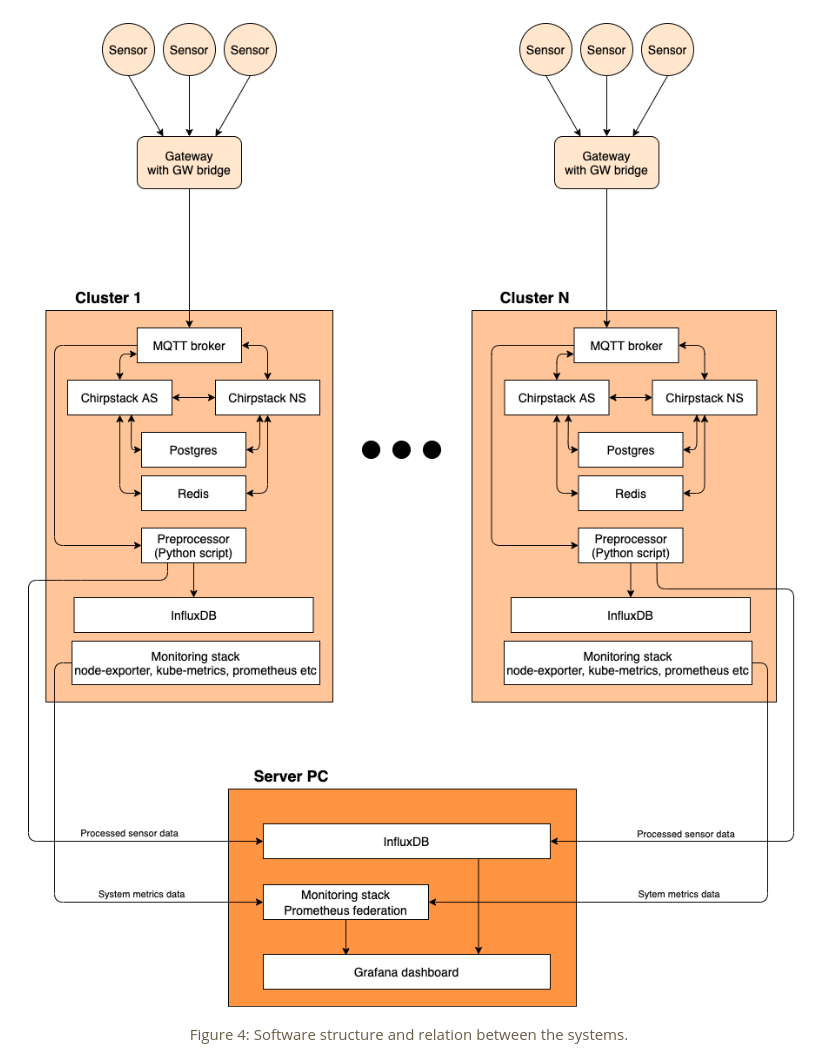 Sensor
Sensor
Sensor
Sensor
Sensor
Sensor
Gateway
with GW bridge
Gateway
with GW bridge
Cluster 1
MQTT broker
Chirpstack AS
Chirpstack NS
Postgres
Redis
Preprocessor
(Python script)
InfluxDB
Monitoring stack
node-exporter, kube-metrics, prometheus etc
Cluster N
MQTT broker
Chirpstack AS
Chirpstack NS
Postgres
Redis
Preprocessor
(Python script)
InfluxDB
Monitoring stack
node-exporter, kube-metrics, prometheus etc
Server PC
Processed sensor data
InfluxDB
Processed sensor data
System metrics data
Monitoring stack
Prometheus federation
Sytem metrics data
Grafana dashboard
Figure 4: Software structure and relation between the systems.